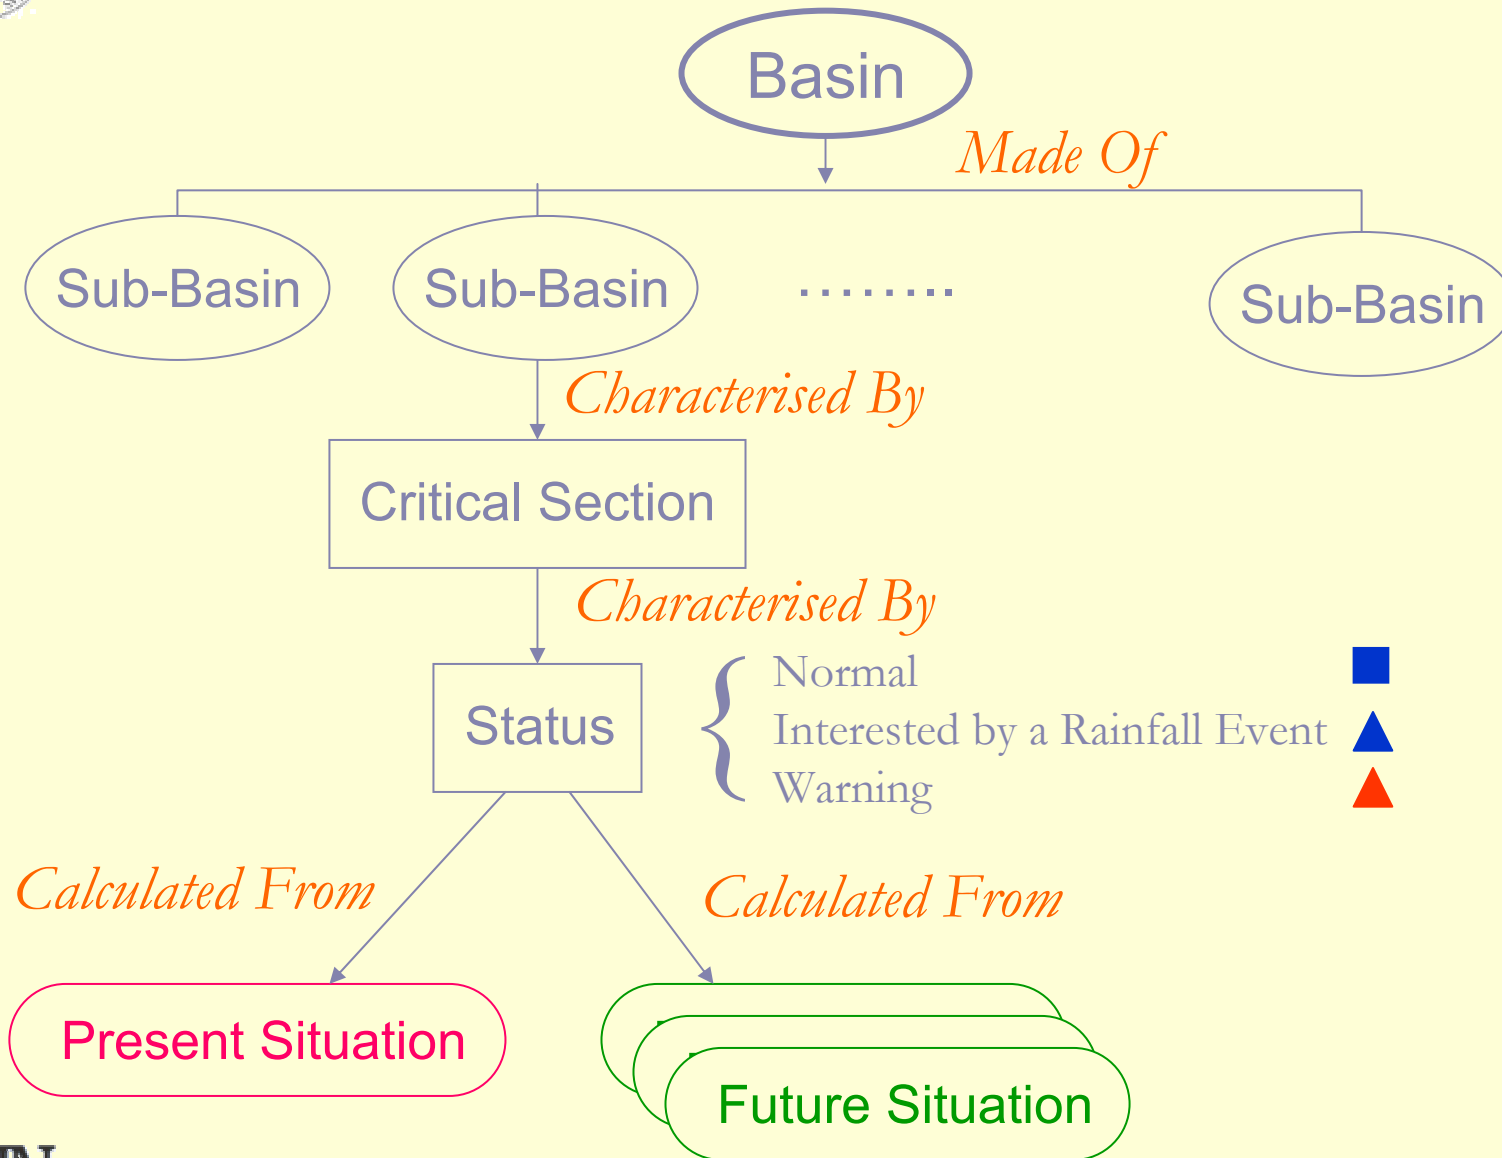 Basin
Made Of
Sub-Basin Sub-Basin …….. Sub-Basin
Characterised By
Critical Section
Characterised By
Status
Normal
Interested by a Rainfall Event
Warning
Calculated From
Calculated From
Present Situation
Future Situation